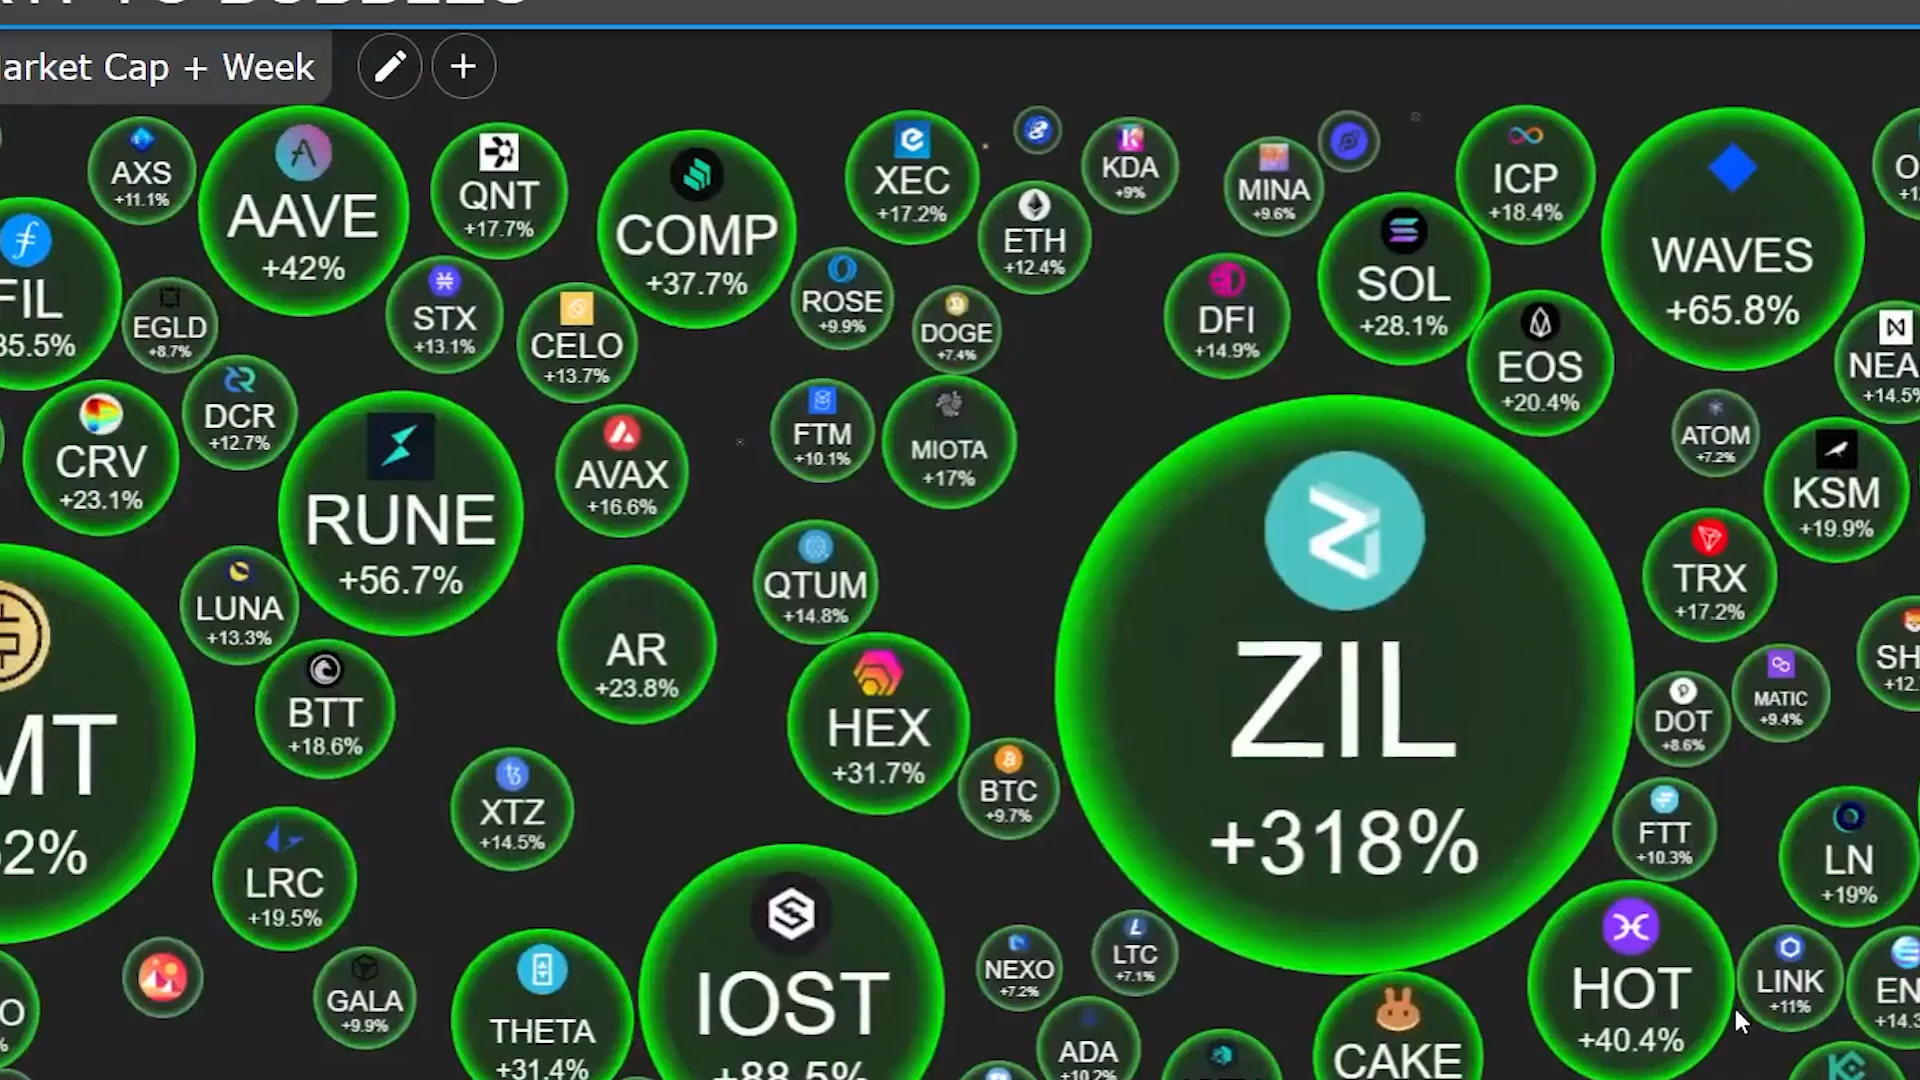 Market Cap + Week
AXS
+11.1%
AAVE
+42%
QNT
+17.7%
COMP
+37.7%
XEC
+17.2%
ETH
+12.4%
KDA
+9%
MINA
+9.6%
ICP
+18.4%
WAVES
+65.8%
FIL
35.5%
EGLD
+8.7%
STX
+13.1%
CELO
+13.7%
ROSE
+9.9%
DOGE
+7.4%
DFI
+14.9%
SOL
+28.1%
EOS
+20.4%
NEA
+14.5%
CRV
+23.1%
DCR
+12.7%
RUNE
+56.7%
AVAX
+16.6%
FTM
+10.1%
MIOTA
+17%
ATOM
+7.2%
KSM
+19.9%
LUNA
+13.3%
AR
+23.8%
QTUM
+14.8%
ZIL
+318%
TRX
+17.2%
SH
+12.
MT
2%
BTT
+18.6%
HEX
+31.7%
BTC
+9.7%
DOT
+8.6%
MATIC
+9.4%
XTZ
+14.5%
FTT
+10.3%
LN
+19%
LRC
+19.5%
GALA
+9.9%
THETA
+31.4%
IOST
+88.5%
NEXO
+7.2%
LTC
+7.1%
ADA
+10.2%
CAKE
HOT
+40.4%
LINK
+11%
EN
+14.3